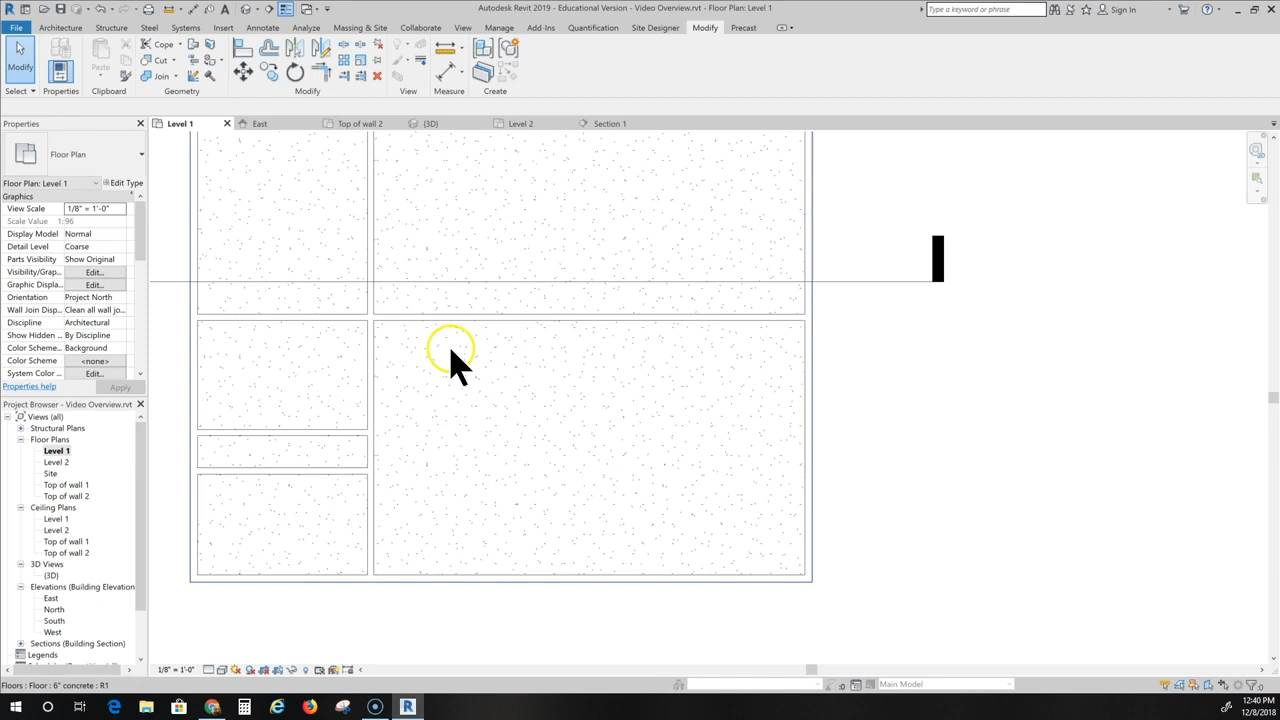 Autodesk Revit 2019 - Educational Version - Video Overview.rvt - Floor Plan: Level 1
Type a keyword or phrase
Sign In
File Architecture Structure Steel Systems Insert Annotate Analyze Massing & Site Collaborate View Manage Add-Ins Quantification Site Designer Modify Precast
Modify Properties Paste Cope Cut Join
Select Properties Clipboard Geometry Modify View Measure Create
Properties
Level 1 East Top of wall 2 {3D} Level 2 Section 1
Floor Plan
Floor Plan: Level 1 Edit Type
Graphics
View Scale 1/8" = 1'-0"
Scale Value 1: 96
Display Model Normal
Detail Level Coarse
Parts Visibility Show Original
Visibility/Grap... Edit...
Graphic Displa... Edit...
Orientation Project North
Wall Join Disp... Clean all wall jo...
Discipline Architectural
Show Hidden ... By Discipline
Color Scheme... Background
Color Scheme <none>
System Color ... Edit...
Properties help Apply
Project Browser - Video Overview.rvt
Views (all)
Structural Plans
Floor Plans
Level 1
Level 2
Site
Top of wall 1
Top of wall 2
Ceiling Plans
Level 1
Level 2
Top of wall 1
Top of wall 2
3D Views
{3D}
Elevations (Building Elevation
East
North
South
West
Sections (Building Section)
Legends
1/8" = 1'-0"
Floors : Floor : 6" concrete : R1
:0
Main Model
:0
12:40 PM
12/8/2018